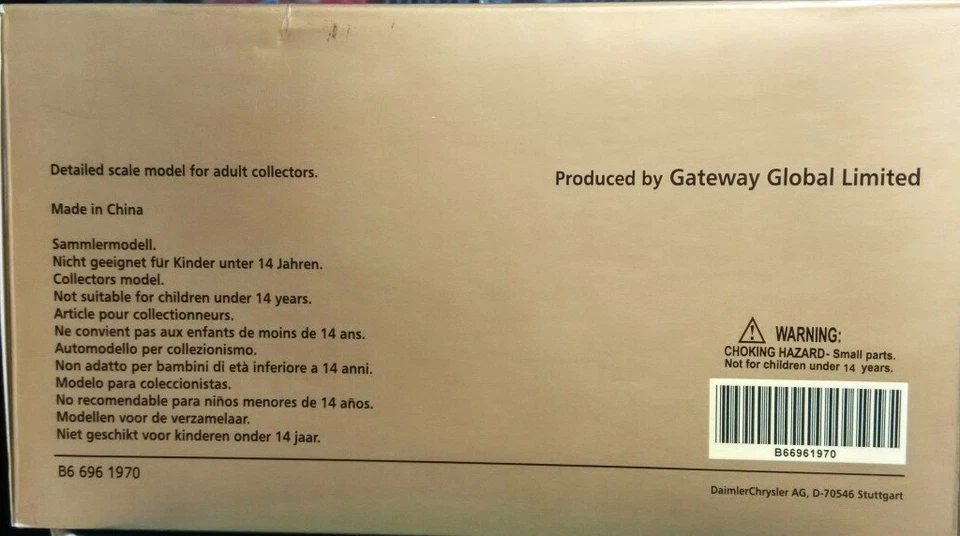 Detailed scale model for adult collectors.
Produced by Gateway Global Limited
Made in China
Sammlermodell.
Nicht geeignet für Kinder unter 14 Jahren.
Collectors model.
Not suitable for children under 14 years.
Article pour collectionneurs.
Ne convient pas aux enfants de moins de 14 ans.
Automodello per collezionismo.
Non adatto per bambini di età inferiore a 14 anni.
Modelo para coleccionistas.
No recomendable para niños menores de 14 años.
Modellen voor de verzamelaar.
Niet geschikt voor kinderen onder 14 jaar.
WARNING:
CHOKING HAZARD- Small parts.
Not for children under 14 years.
B66961970
B6 696 1970
DaimlerChrysler AG, D-70546 Stuttgart